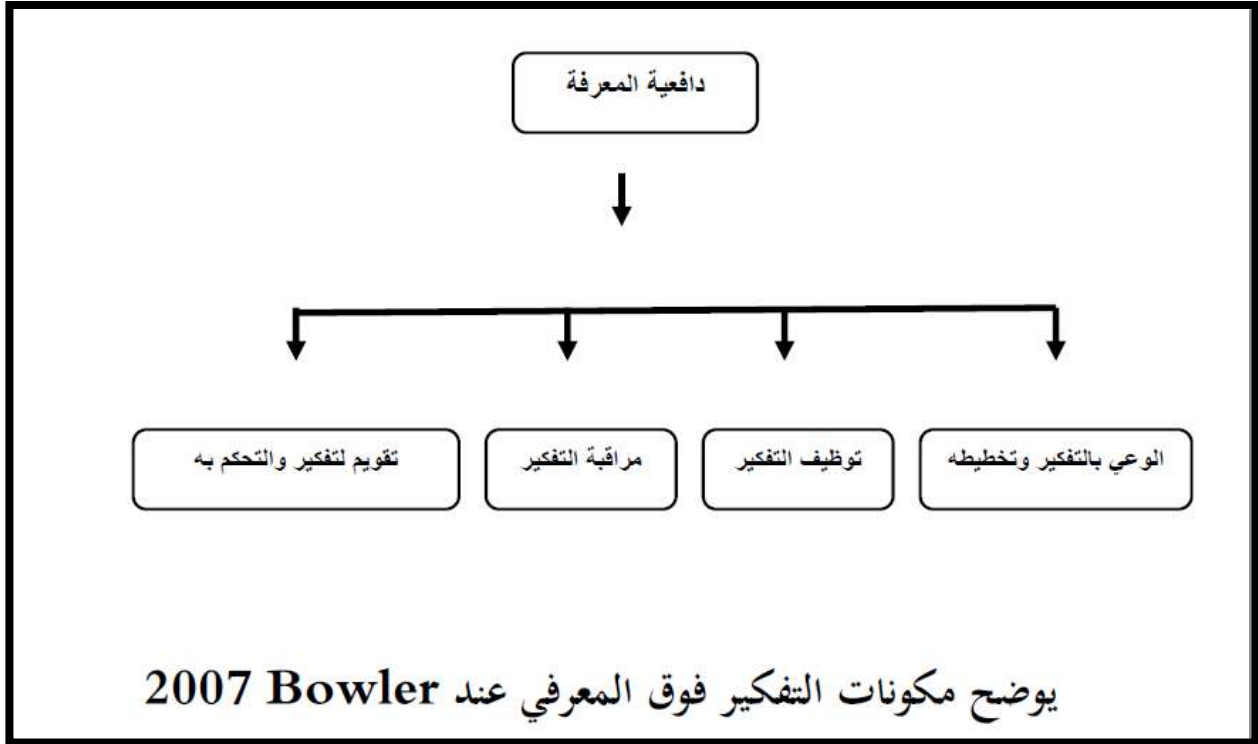 دافعية المعرفة
الوعي بالتفكير وتخطيطه
توظيف التفكير
مراقبة التفكير
تقويم لتفكير والتحكم به
يوضح مكونات التفكير فوق المعرفي عند Bowler 2007